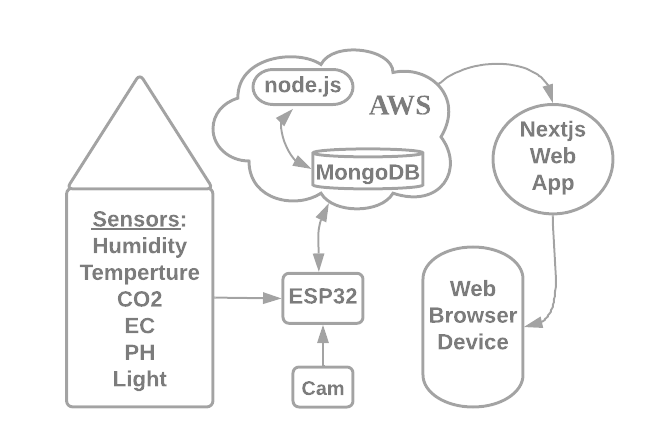 node.js
AWS
MongoDB
Nextjs
Web
App
Sensors:
Humidity
Temperture
CO2
EC
PH
Light
ESP32
Cam
Web
Browser
Device